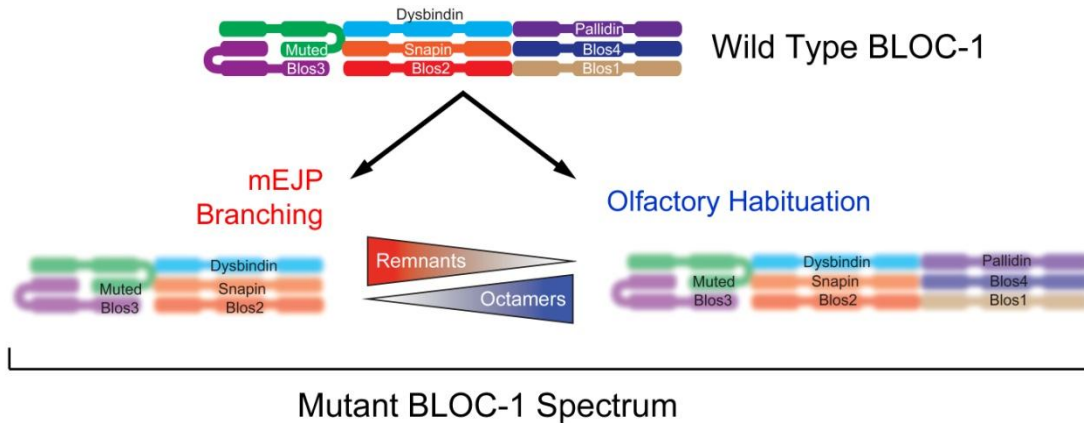 Dysbindin
Pallidin
Muted
Snapin
Blos4
Blos3
Blos2
Blos1
Wild Type BLOC-1
mEJP
Branching
Olfactory Habituation
Remnants
Octamers
Dysbindin
Muted
Snapin
Blos3
Blos2
Dysbindin
Pallidin
Muted
Snapin
Blos4
Blos3
Blos2
Blos1
Mutant BLOC-1 Spectrum